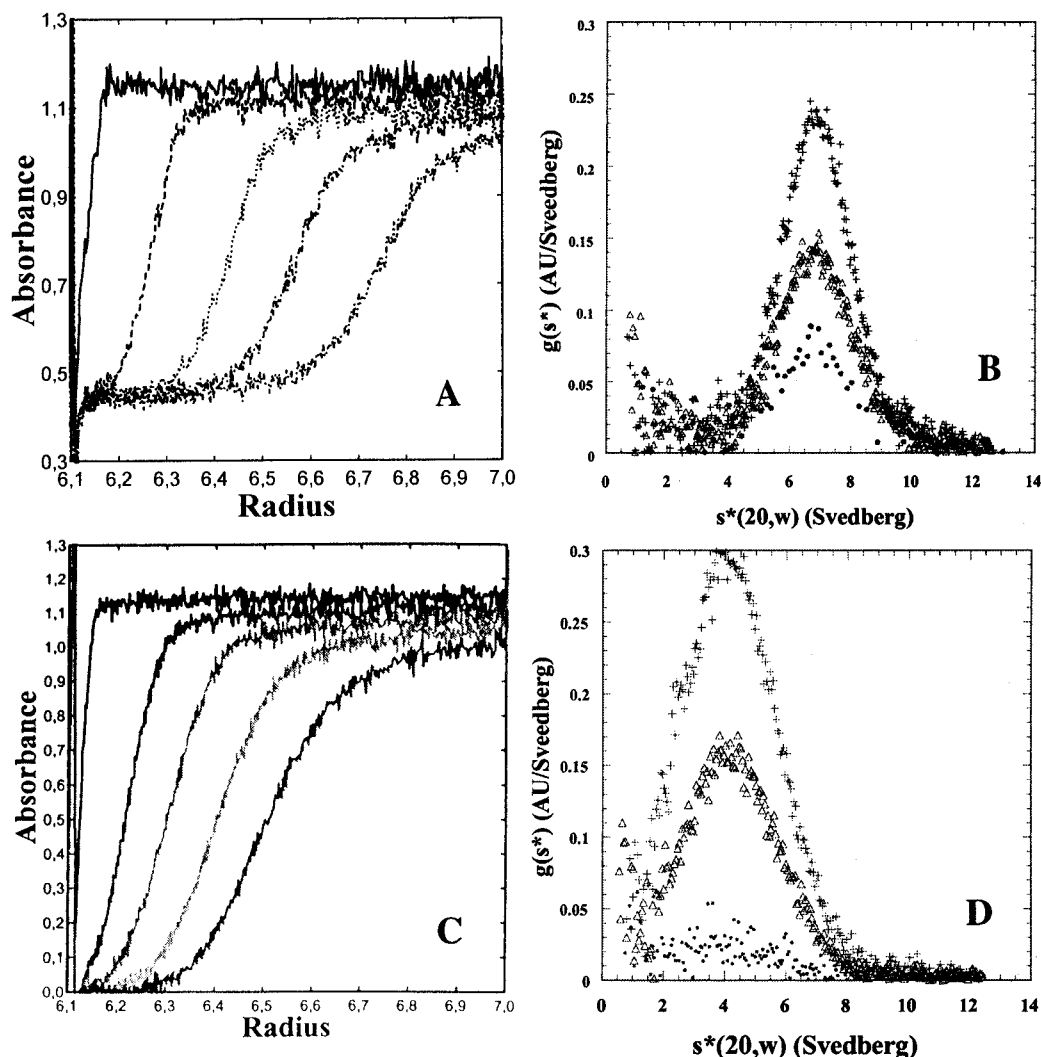 1,3
1,1
0,9
0,7
0,5
0,3
Absorbance
6,1 6,2 6,3 6,4 6,5 6,6 6,7 6,8 6,9 7,0
Radius
A
0.3
0.25
0.2
0.15
0.1
0.05
0
g(s*) (AU/Sveedberg)
0 2 4 6 8 10 12 14
s*(20,w) (Svedberg)
B
1,3
1,2
1,1
1,0
0,9
0,8
0,7
0,6
0,5
0,4
0,3
0,2
0,1
0,0
Absorbance
6,1 6,2 6,3 6,4 6,5 6,6 6,7 6,8 6,9 7,0
Radius
C
0.3
0.25
0.2
0.15
0.1
0.05
0
g(s*) (AU/Sveedberg)
0 2 4 6 8 10 12 14
s*(20,w) (Svedberg)
D